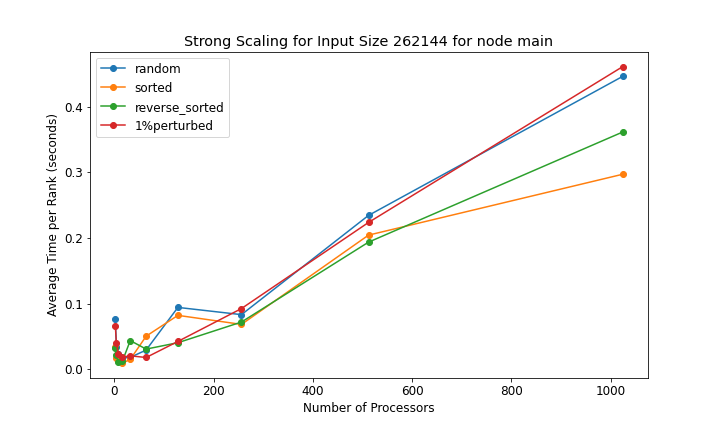 Strong Scaling for Input Size 262144 for node main
random
sorted
reverse_sorted
1%perturbed
Average Time per Rank (seconds)
0.4
0.3
0.2
0.1
0.0
0
200
400
600
800
1000
Number of Processors